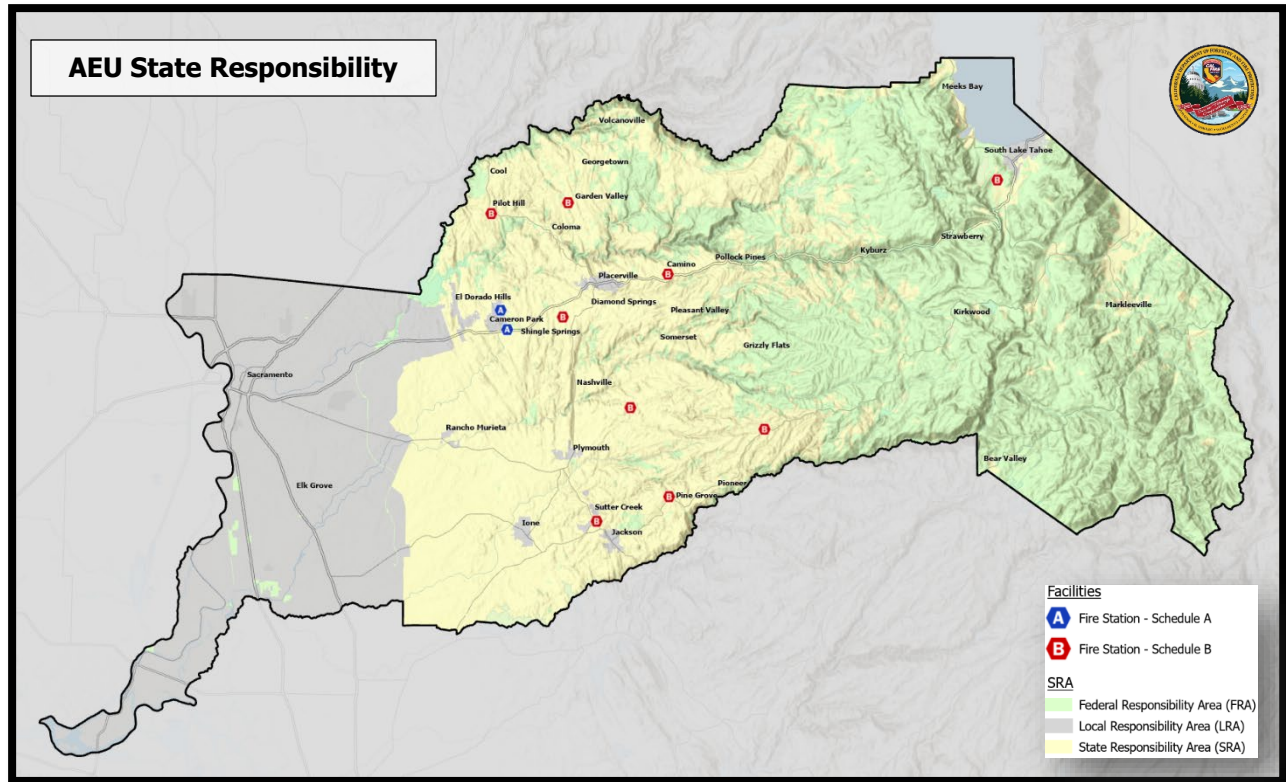 AEU State Responsibility
Meeks Bay
Volcanoville
South Lake Tahoe
Georgetown
Cool
B
Garden Valley
B
Pilot Hill
B
Coloma
Strawberry
Kyburz
Pollock Pines
Camino
B
Placerville
El Dorado Hills
Diamond Springs
Markleeville
A
Pleasant Valley
Kirkwood
Cameron Park
B
A
Shingle Springs
Somerset
Grizzly Flats
Sacramento
Nashville
B
Rancho Murieta
B
Plymouth
Bear Valley
Elk Grove
Pioneer
B
Pine Grove
Sutter Creek
Ione
B
Jackson
Facilities
A Fire Station - Schedule A
B Fire Station - Schedule B
SRA
Federal Responsibility Area (FRA)
Local Responsibility Area (LRA)
State Responsibility Area (SRA)